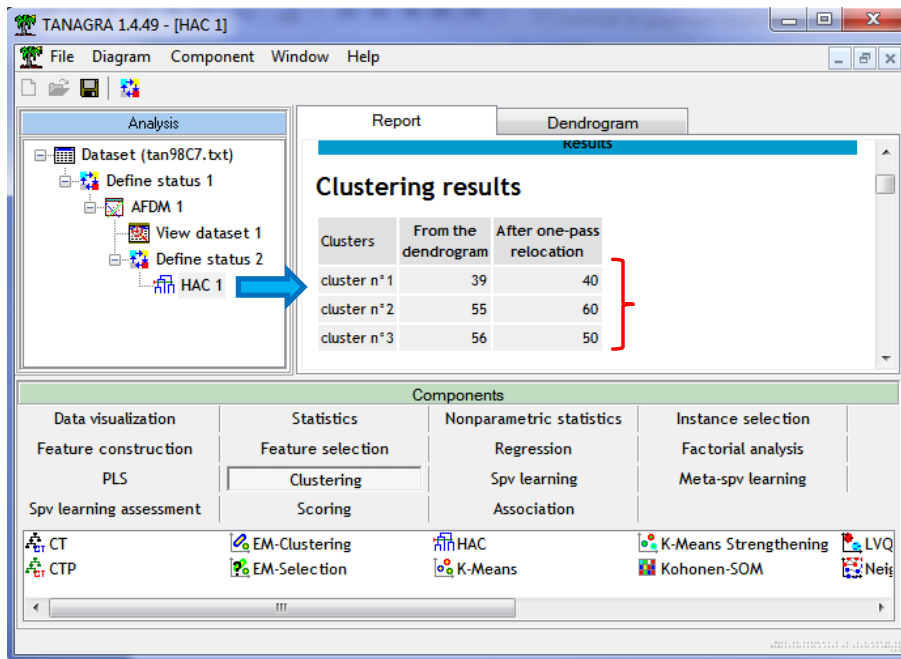 TANAGRA 1.4.49 - [HAC 1]
File Diagram Component Window Help
Analysis
Dataset (tan98C7.txt)
Define status 1
AFDM 1
View dataset 1
Define status 2
HAC 1
Report Dendrogram
Results
Clustering results
Clusters From the dendrogram After one-pass relocation
cluster n°1 39 40
cluster n°2 55 60
cluster n°3 56 50
Components
Data visualization Statistics Nonparametric statistics Instance selection
Feature construction Feature selection Regression Factorial analysis
PLS Clustering Spv learning Meta-spv learning
Spv learning assessment Scoring Association
CT EM-Clustering HAC K-Means Strengthening LVQ
CTP EM-Selection K-Means Kohonen-SOM Neig